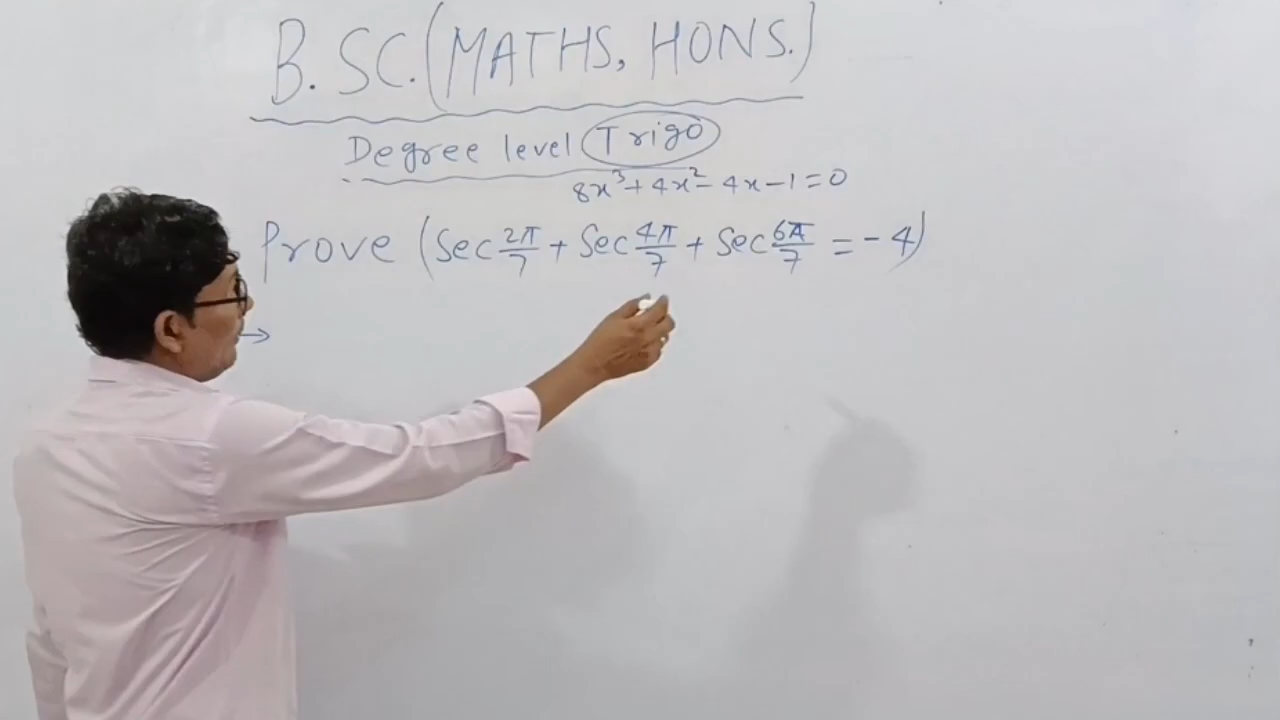 B.SC.(MATHS, HONS.)
Degree level Trigo
8x³+4x²-4x-1=0
Prove (Sec 2π/7 + Sec 4π/7 + Sec 6π/7 = -4)
→